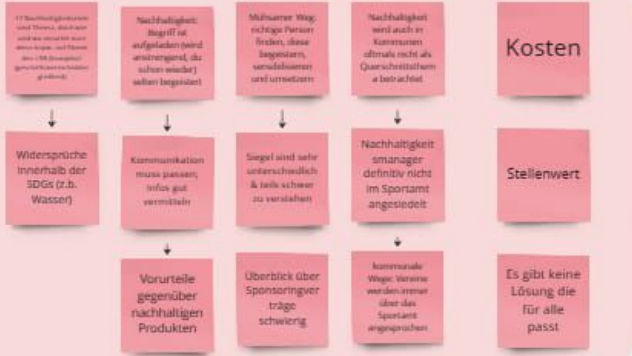 Nachhaltigkeit:
Begriff ist
aufgeladen (wird
anstrengend, du
schon wieder)
selten begeistert
Mühsamer Weg:
richtige Person
finden, diese
begeistern,
sensibilisieren
und umsetzen
Nachhaltigkeit
wird auch in
Kommunen
oftmals nicht als
Querschnittsthem
a betrachtet
Kosten
Widersprüche
innerhalb der
SDGs (z.b.
Wasser)
Kommunikation
muss passen;
Infos gut
vermitteln
Siegel sind sehr
unterschiedlich
& teils schwer
zu verstehen
Nachhaltigkeit
smanager
definitiv nicht
im Sportamt
angesiedelt
Stellenwert
Vorurteile
gegenüber
nachhaltigen
Produkten
Überblick über
Sponsoringver
träge
schwierig
kommunale
Wege: Vereine
werden immer
über das
Sportamt
angesprochen
Es gibt keine
Lösung die
für alle
passt